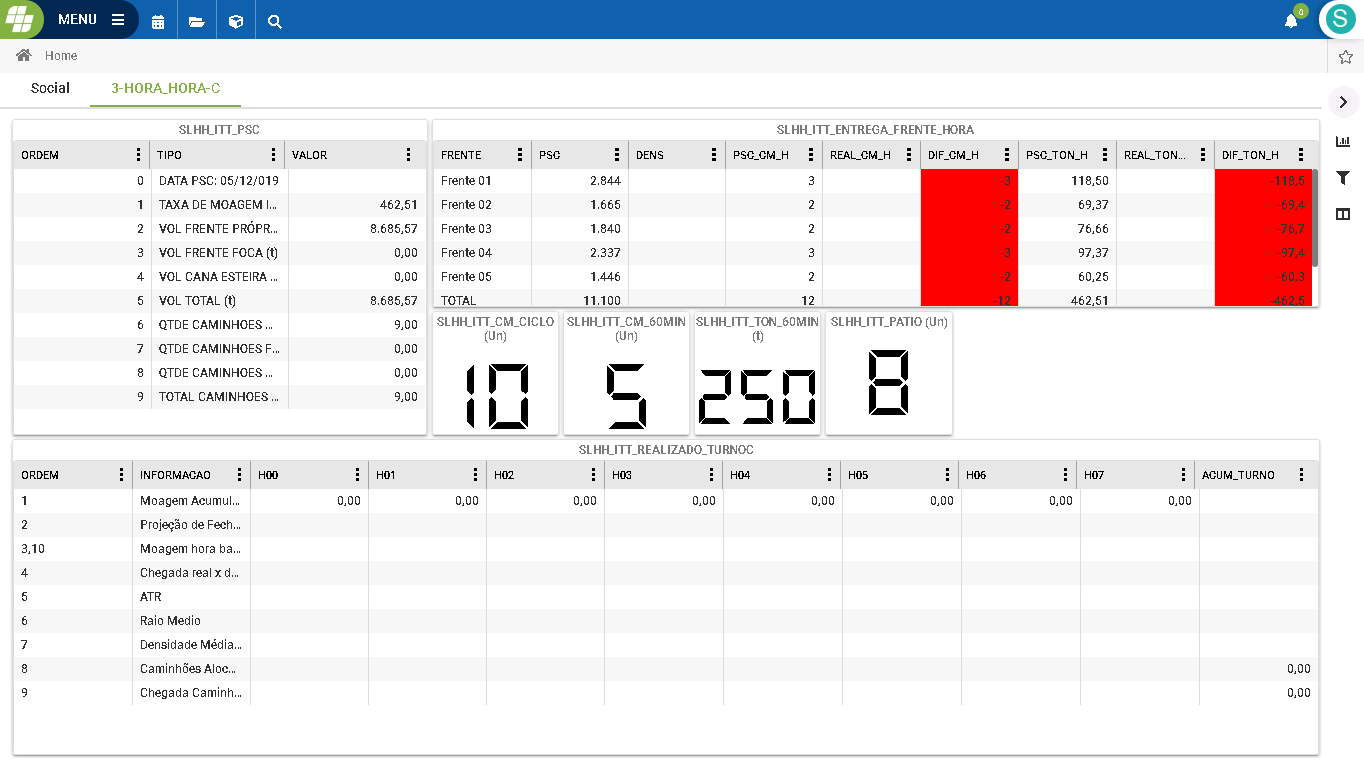 MENU
0
S
Home
Social 3-HORA_HORA-C
SLHH_ITT_PSC
ORDEM TIPO VALOR
0 DATA PSC: 05/12/019
1 TAXA DE MOAGEM I... 462,51
2 VOL FRENTE PRÓPR... 8.685,57
3 VOL FRENTE FOCA (t) 0,00
4 VOL CANA ESTEIRA ... 0,00
5 VOL TOTAL (t) 8.685,57
6 QTDE CAMINHOES ... 9,00
7 QTDE CAMINHOES F... 0,00
8 QTDE CAMINHOES ... 0,00
9 TOTAL CAMINHOES ... 9,00
SLHH_ITT_ENTREGA_FRENTE_HORA
FRENTE PSC DENS PSC_CM_H REAL_CM_H DIF_CM_H PSC_TON_H REAL_TON... DIF_TON_H
Frente 01 2.844 3 -3 118,50 -118,5
Frente 02 1.665 2 -2 69,37 -69,4
Frente 03 1.840 2 -2 76,66 -76,7
Frente 04 2.337 3 -3 97,37 -97,4
Frente 05 1.446 2 -2 60,25 -60,3
TOTAL 11.100 12 -12 462,51 -462,5
SLHH_ITT_CM_CICLO
(Un)
10
SLHH_ITT_CM_60MIN
(Un)
5
SLHH_ITT_TON_60MIN
(t)
250
SLHH_ITT_PATIO (Un)
8
SLHH_ITT_REALIZADO_TURNOC
ORDEM INFORMACAO H00 H01 H02 H03 H04 H05 H06 H07 ACUM_TURNO
1 Moagem Acumul... 0,00 0,00 0,00 0,00 0,00 0,00 0,00 0,00
2 Projeção de Fech...
3,10 Moagem hora ba...
4 Chegada real x d...
5 ATR
6 Raio Medio
7 Densidade Média...
8 Caminhões Aloc... 0,00
9 Chegada Caminh... 0,00